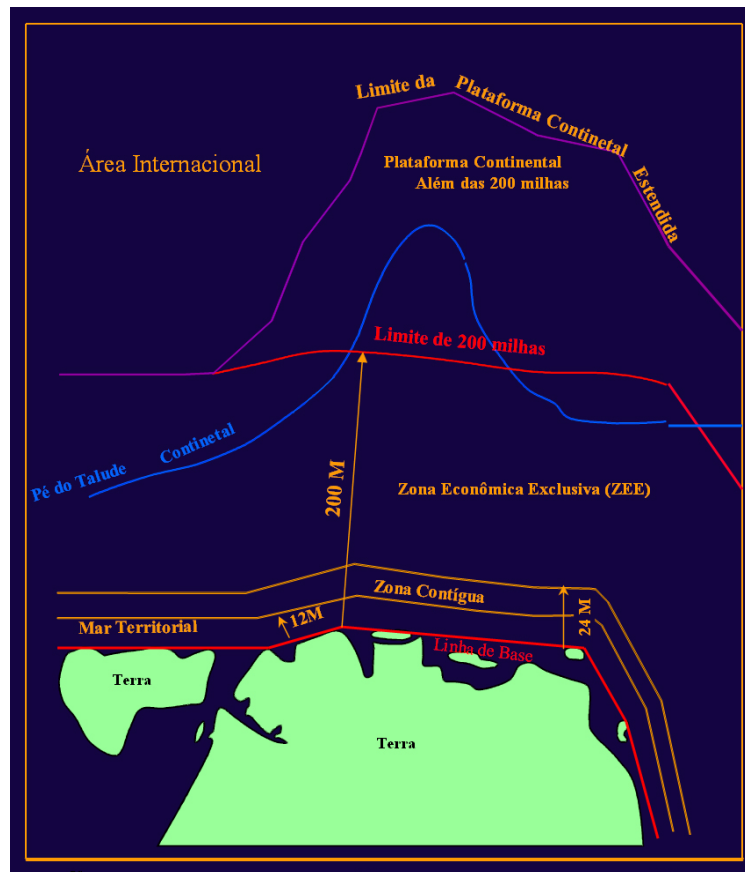 Limite da Plataforma Continetal Estendida
Área Internacional
Plataforma Continental
Além das 200 milhas
Limite de 200 milhas
Pé do Talude Continetal
200 M
Zona Econômica Exclusiva (ZEE)
Zona Contígua
12M
24 M
Mar Territorial
Linha de Base
Terra
Terra